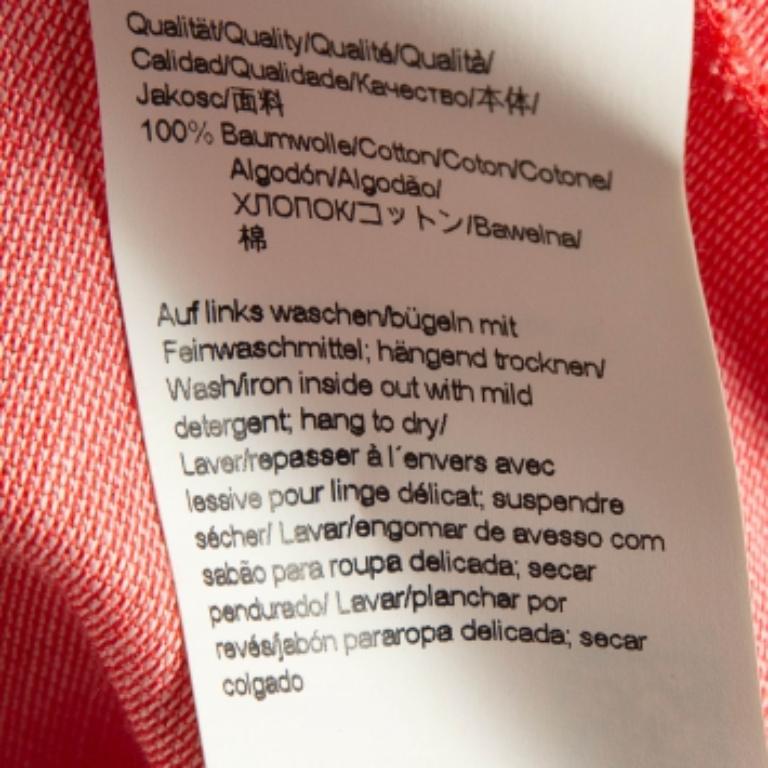 Qualität/Quality/Qualité/Qualità/
Calidad/Qualidade/Качество/本体/
Jakosc/面料
100% Baumwolle/Cotton/Coton/Cotone/
Algodón/Algodão/
ХЛОПОК/コットン/Bawelna/
棉
Auf links waschen/bügeln mit
Feinwaschmittel; hängend trocknen/
Wash/iron inside out with mild
detergent; hang to dry/
Laver/repasser à l´envers avec
lessive pour linge délicat; suspendre
sécher/ Lavar/engomar de avesso com
sabão para roupa delicada; secar
pendurado/ Lavar/planchar por
revés/jabón pararopa delicada; secar
colgado